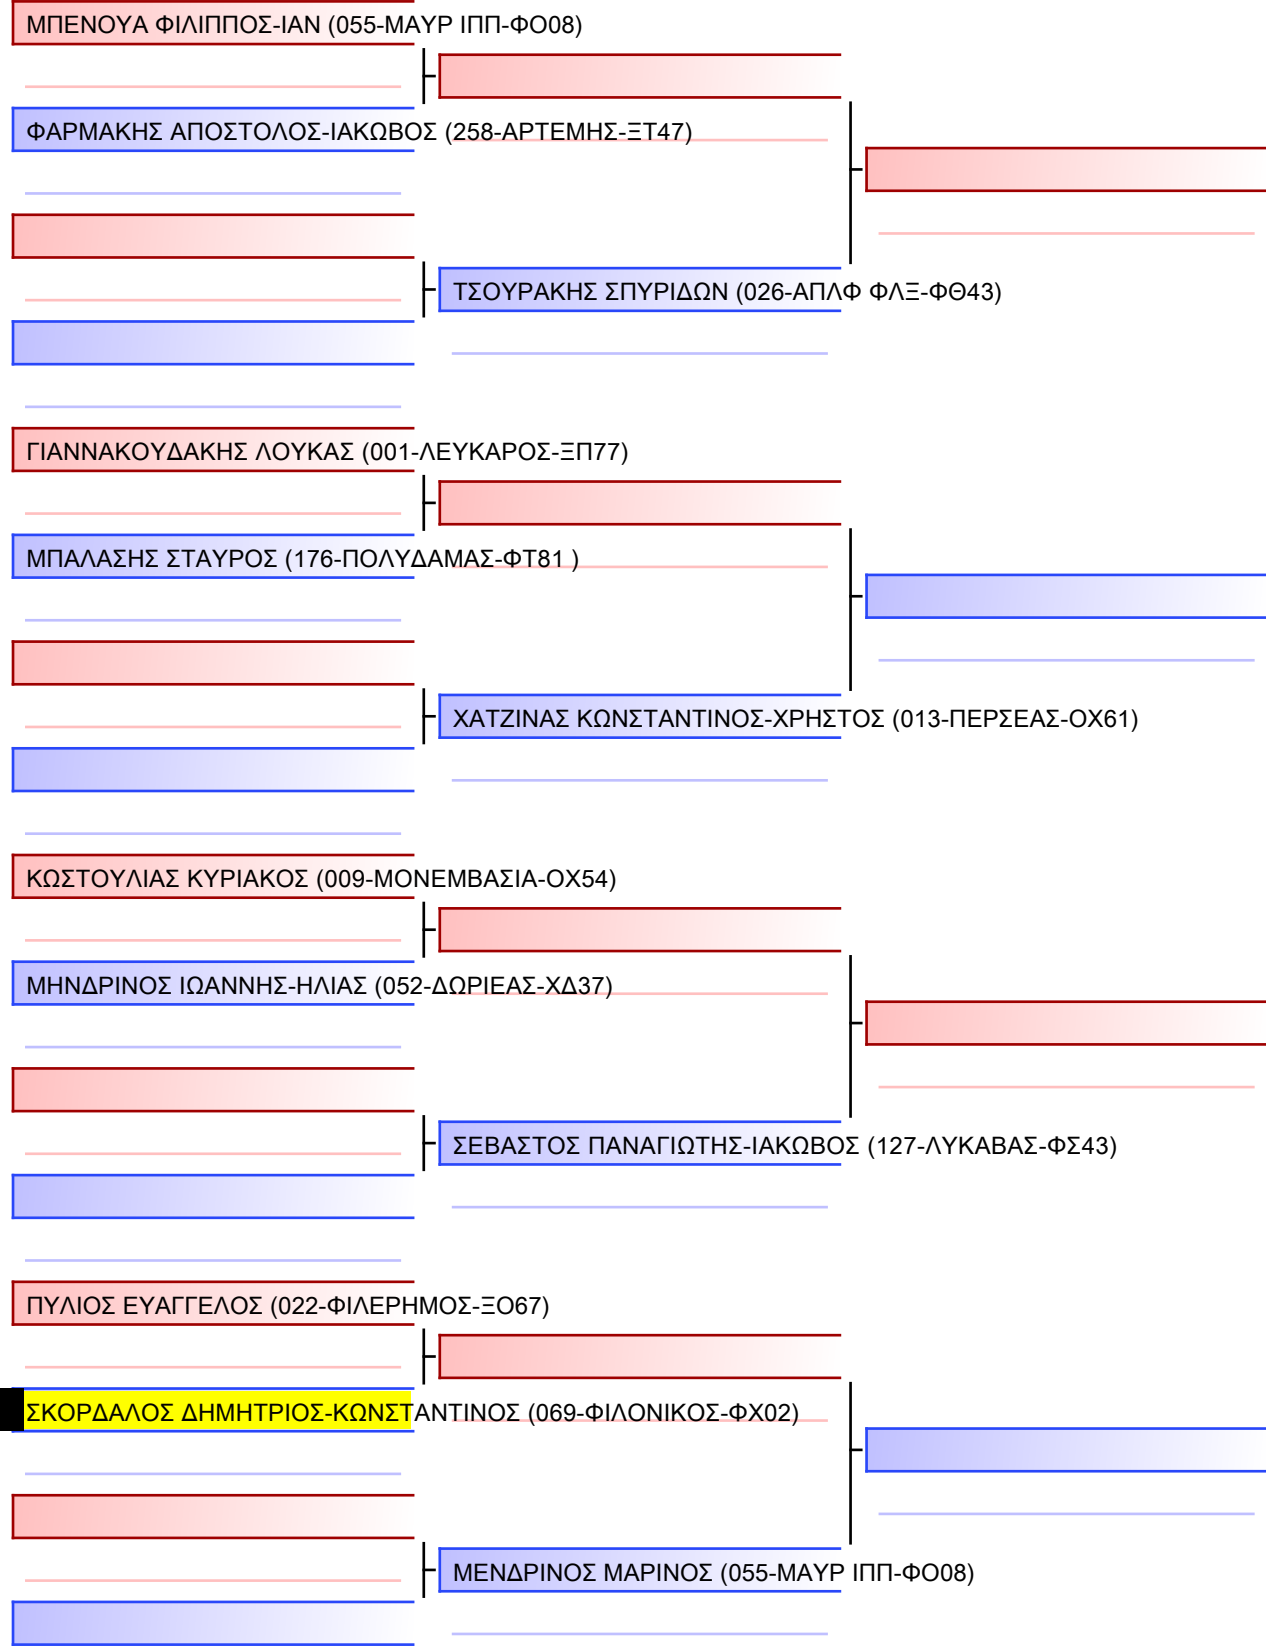 ΜΠΕΝΟΥΑ ΦΙΛΙΠΠΟΣ-ΙΑΝ (055-ΜΑΥΡ ΙΠΠ-ΦΟ08)
ΦΑΡΜΑΚΗΣ ΑΠΟΣΤΟΛΟΣ-ΙΑΚΩΒΟΣ (258-ΑΡΤΕΜΗΣ-ΞΤ47)
ΤΣΟΥΡΑΚΗΣ ΣΠΥΡΙΔΩΝ (026-ΑΠΛΦ ΦΛΞ-ΦΘ43)
ΓΙΑΝΝΑΚΟΥΔΑΚΗΣ ΛΟΥΚΑΣ (001-ΛΕΥΚΑΡΟΣ-ΞΠ77)
ΜΠΑΛΑΣΗΣ ΣΤΑΥΡΟΣ (176-ΠΟΛΥΔΑΜΑΣ-ΦΤ81 )
ΧΑΤΖΙΝΑΣ ΚΩΝΣΤΑΝΤΙΝΟΣ-ΧΡΗΣΤΟΣ (013-ΠΕΡΣΕΑΣ-ΟΧ61)
ΚΩΣΤΟΥΛΙΑΣ ΚΥΡΙΑΚΟΣ (009-ΜΟΝΕΜΒΑΣΙΑ-ΟΧ54)
ΜΗΝΔΡΙΝΟΣ ΙΩΑΝΝΗΣ-ΗΛΙΑΣ (052-ΔΩΡΙΕΑΣ-ΧΔ37)
ΣΕΒΑΣΤΟΣ ΠΑΝΑΓΙΩΤΗΣ-ΙΑΚΩΒΟΣ (127-ΛΥΚΑΒΑΣ-ΦΣ43)
ΠΥΛΙΟΣ ΕΥΑΓΓΕΛΟΣ (022-ΦΙΛΕΡΗΜΟΣ-ΞΟ67)
ΣΚΟΡΔΑΛΟΣ ΔΗΜΗΤΡΙΟΣ-ΚΩΝΣΤΑΝΤΙΝΟΣ (069-ΦΙΛΟΝΙΚΟΣ-ΦΧ02)
ΜΕΝΔΡΙΝΟΣ ΜΑΡΙΝΟΣ (055-ΜΑΥΡ ΙΠΠ-ΦΟ08)